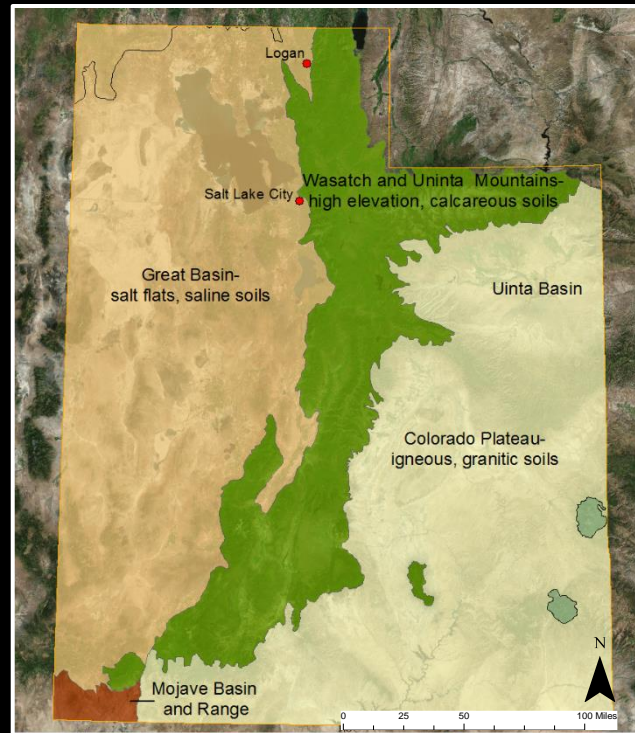 Logan
Wasatch and Uninta Mountains-
high elevation, calcareous soils
Salt Lake City
Great Basin-
salt flats, saline soils
Uinta Basin
Colorado Plateau-
igneous, granitic soils
Mojave Basin
and Range
N
0 25 50 100 Miles